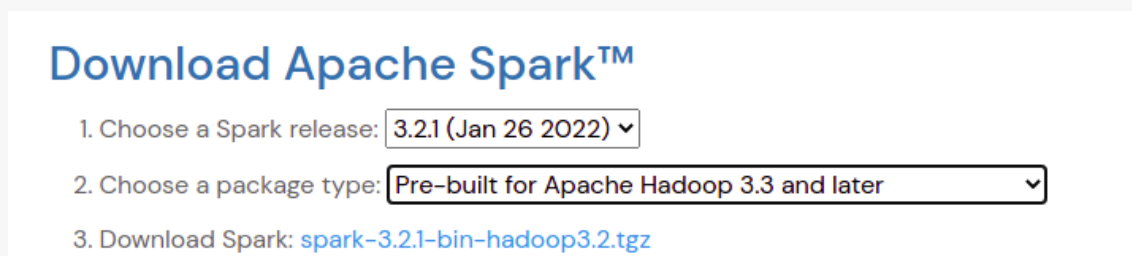 Download Apache Spark™
1. Choose a Spark release: 3.2.1 (Jan 26 2022)
2. Choose a package type: Pre-built for Apache Hadoop 3.3 and later
3. Download Spark: spark-3.2.1-bin-hadoop3.2.tgz